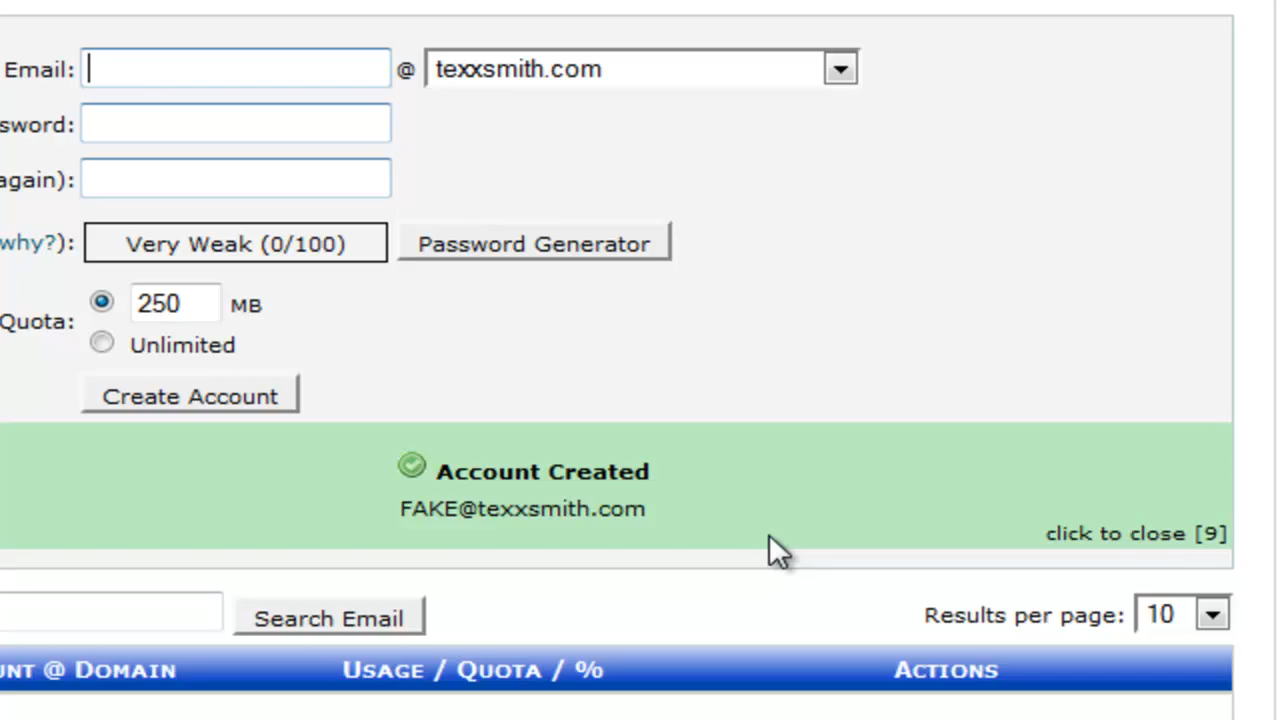 Email: @ texxsmith.com
sword:
again):
why?): Very Weak (0/100) Password Generator
Quota: 250 MB
Unlimited
Create Account
Account Created
FAKE@texxsmith.com
click to close [9]
Search Email Results per page: 10
UNT @ DOMAIN USAGE / QUOTA / % ACTIONS